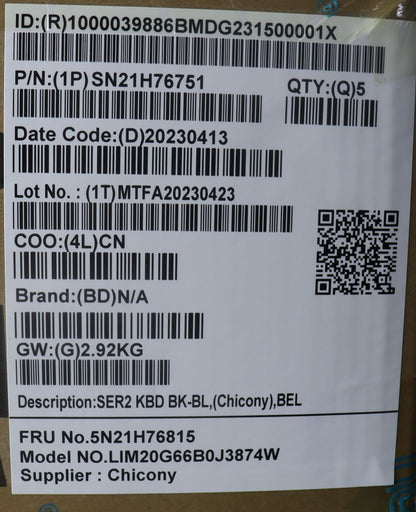 ID:(R)1000039886BMDG231500001X
P/N:(1P)SN21H76751 QTY:(Q)5
Date Code:(D)20230413
Lot No. : (1T)MTFA20230423
COO:(4L)CN
Brand:(BD)N/A
GW:(G)2.92KG
Description:SER2 KBD BK-BL,(Chicony),BEL
FRU No.5N21H76815
Model NO.LIM20G66B0J3874W
Supplier : Chicony